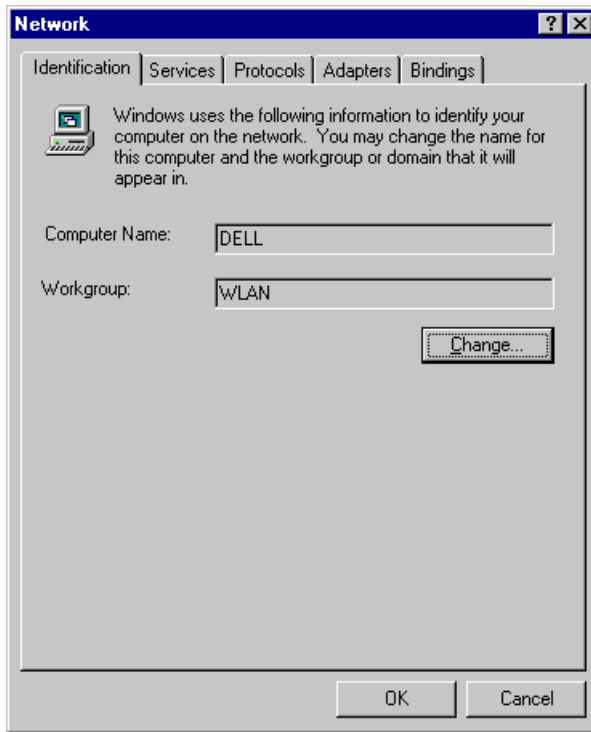 Network
Identification Services Protocols Adapters Bindings
Windows uses the following information to identify your
computer on the network. You may change the name for
this computer and the workgroup or domain that it will
appear in.
Computer Name: DELL
Workgroup: WLAN
Change...
OK Cancel